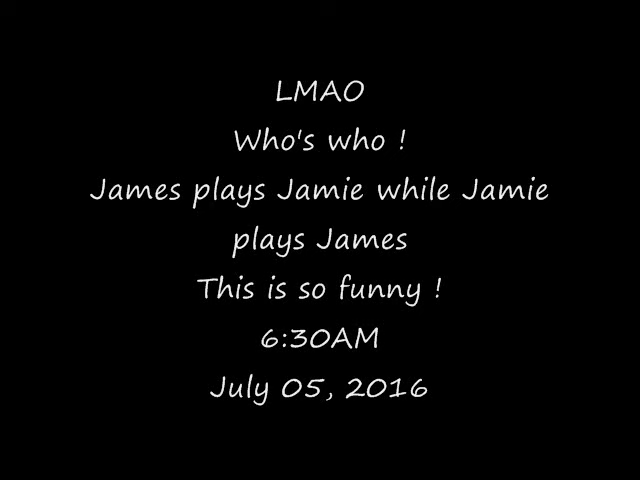 LMAO
Who's who !
James plays Jamie while Jamie
plays James
This is so funny !
6:30AM
July 05, 2016